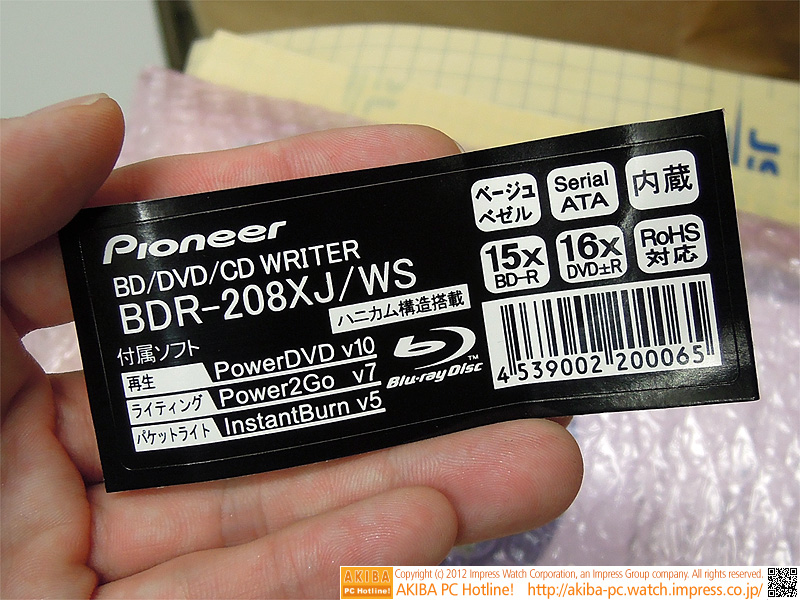 Pioneer
BD/DVD/CD WRITER
BDR-208XJ/WS
ハニカム構造搭載
付属ソフト
再生 PowerDVD v10
ライティング Power2Go v7
パケットライト InstantBurn v5
Blu-ray Disc™
ベージュ
ベゼル
Serial
ATA
内蔵
15x
BD-R
16x
DVD±R
RoHS
対応
4 539002 200065
AKIBA
PC Hotline!
Copyright (c) 2012 Impress Watch Corporation, an Impress Group company. All rights reserved.
AKIBA PC Hotline! http://akiba-pc.watch.impress.co.jp/